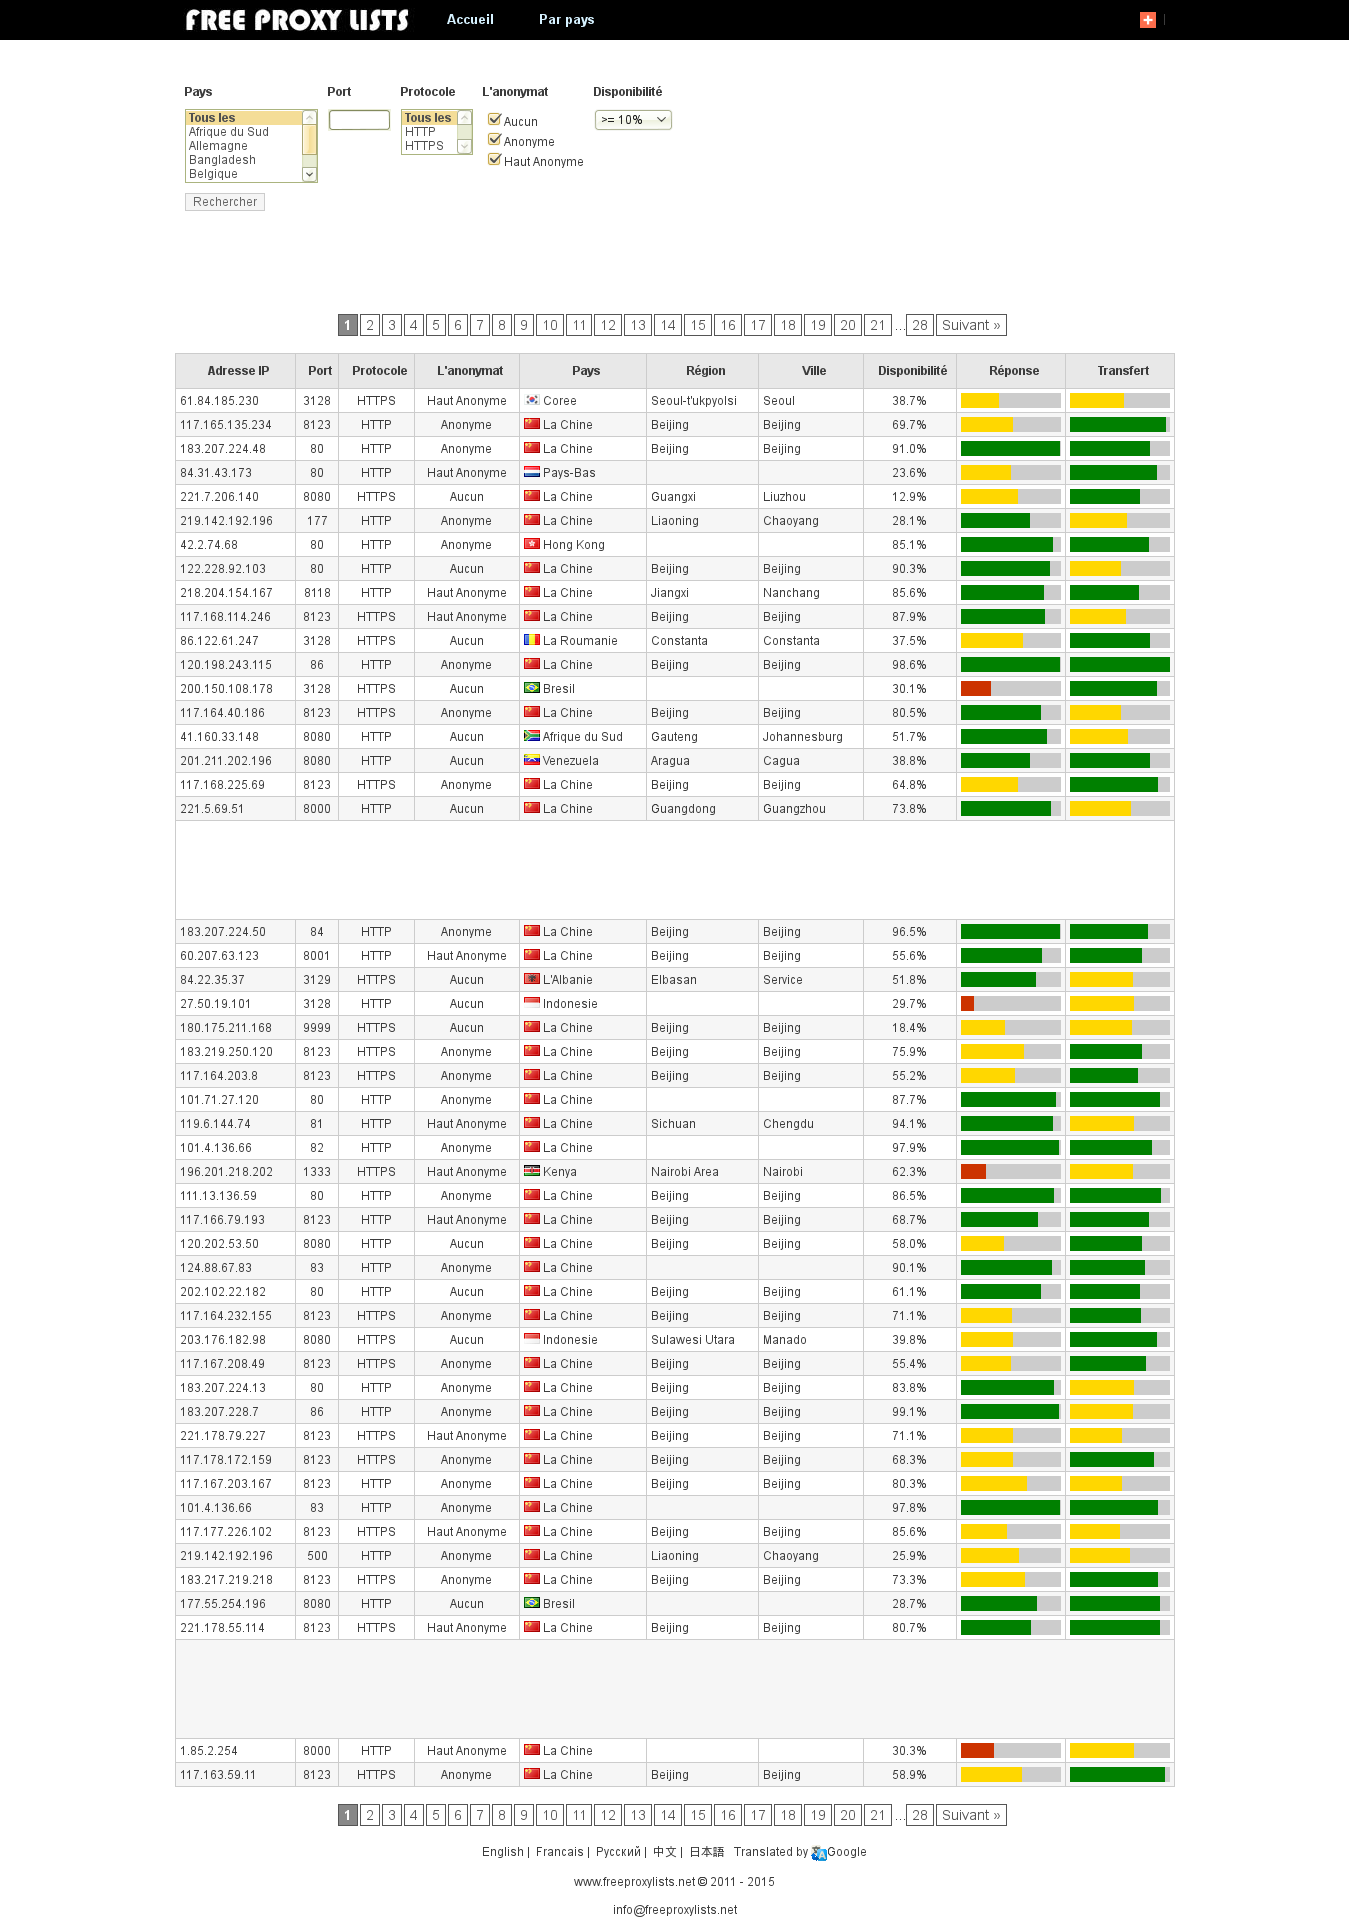 FREE PROXY LISTS Accueil Par pays
Pays Port Protocole L'anonymat Disponibilité
Tous les Tous les Aucun >= 10%
Afrique du Sud HTTP Anonyme
Allemagne HTTPS Haut Anonyme
Bangladesh
Belgique
Rechercher
1 2 3 4 5 6 7 8 9 10 11 12 13 14 15 16 17 18 19 20 21 ... 28 Suivant »
Adresse IP Port Protocole L'anonymat Pays Région Ville Disponibilité Réponse Transfert
61.84.185.230 3128 HTTPS Haut Anonyme Coree Seoul-t'ukpyolsi Seoul 38.7%
117.165.135.234 8123 HTTP Anonyme La Chine Beijing Beijing 69.7%
183.207.224.48 80 HTTP Anonyme La Chine Beijing Beijing 91.0%
84.31.43.173 80 HTTP Haut Anonyme Pays-Bas 23.6%
221.7.206.140 8080 HTTPS Aucun La Chine Guangxi Liuzhou 12.9%
219.142.192.196 177 HTTP Anonyme La Chine Liaoning Chaoyang 28.1%
42.2.74.68 80 HTTP Anonyme Hong Kong 85.1%
122.228.92.103 80 HTTP Aucun La Chine Beijing Beijing 90.3%
218.204.154.167 8118 HTTP Haut Anonyme La Chine Jiangxi Nanchang 85.6%
117.168.114.246 8123 HTTPS Haut Anonyme La Chine Beijing Beijing 87.9%
86.122.61.247 3128 HTTPS Aucun La Roumanie Constanta Constanta 37.5%
120.198.243.115 86 HTTP Anonyme La Chine Beijing Beijing 98.6%
200.150.108.178 3128 HTTPS Aucun Bresil 30.1%
117.164.40.186 8123 HTTPS Anonyme La Chine Beijing Beijing 80.5%
41.160.33.148 8080 HTTP Aucun Afrique du Sud Gauteng Johannesburg 51.7%
201.211.202.196 8080 HTTP Aucun Venezuela Aragua Cagua 38.8%
117.168.225.69 8123 HTTPS Anonyme La Chine Beijing Beijing 64.8%
221.5.69.51 8000 HTTP Aucun La Chine Guangdong Guangzhou 73.8%
183.207.224.50 84 HTTP Anonyme La Chine Beijing Beijing 96.5%
60.207.63.123 8001 HTTP Haut Anonyme La Chine Beijing Beijing 55.6%
84.22.35.37 3129 HTTPS Aucun L'Albanie Elbasan Service 51.8%
27.50.19.101 3128 HTTP Aucun Indonesie 29.7%
180.175.211.168 9999 HTTPS Aucun La Chine Beijing Beijing 18.4%
183.219.250.120 8123 HTTPS Anonyme La Chine Beijing Beijing 75.9%
117.164.203.8 8123 HTTPS Anonyme La Chine Beijing Beijing 55.2%
101.71.27.120 80 HTTP Anonyme La Chine 87.7%
119.6.144.74 81 HTTP Haut Anonyme La Chine Sichuan Chengdu 94.1%
101.4.136.66 82 HTTP Anonyme La Chine 97.9%
196.201.218.202 1333 HTTPS Haut Anonyme Kenya Nairobi Area Nairobi 62.3%
111.13.136.59 80 HTTP Anonyme La Chine Beijing Beijing 86.5%
117.166.79.193 8123 HTTP Haut Anonyme La Chine Beijing Beijing 68.7%
120.202.53.50 8080 HTTP Aucun La Chine Beijing Beijing 58.0%
124.88.67.83 83 HTTP Anonyme La Chine 90.1%
202.102.22.182 80 HTTP Aucun La Chine Beijing Beijing 61.1%
117.164.232.155 8123 HTTPS Anonyme La Chine Beijing Beijing 71.1%
203.176.182.98 8080 HTTPS Aucun Indonesie Sulawesi Utara Manado 39.8%
117.167.208.49 8123 HTTPS Anonyme La Chine Beijing Beijing 55.4%
183.207.224.13 80 HTTP Anonyme La Chine Beijing Beijing 83.8%
183.207.228.7 86 HTTP Anonyme La Chine Beijing Beijing 99.1%
221.178.79.227 8123 HTTPS Haut Anonyme La Chine Beijing Beijing 71.1%
117.178.172.159 8123 HTTPS Anonyme La Chine Beijing Beijing 68.3%
117.167.203.167 8123 HTTP Anonyme La Chine Beijing Beijing 80.3%
101.4.136.66 83 HTTP Anonyme La Chine 97.8%
117.177.226.102 8123 HTTPS Haut Anonyme La Chine Beijing Beijing 85.6%
219.142.192.196 500 HTTP Anonyme La Chine Liaoning Chaoyang 25.9%
183.217.219.218 8123 HTTPS Anonyme La Chine Beijing Beijing 73.3%
177.55.254.196 8080 HTTP Aucun Bresil 28.7%
221.178.55.114 8123 HTTPS Haut Anonyme La Chine Beijing Beijing 80.7%
1.85.2.254 8000 HTTP Haut Anonyme La Chine 30.3%
117.163.59.11 8123 HTTPS Anonyme La Chine Beijing Beijing 58.9%
1 2 3 4 5 6 7 8 9 10 11 12 13 14 15 16 17 18 19 20 21 ... 28 Suivant »
English | Francais | Русский | 中文 | 日本語 Translated by Google
www.freeproxylists.net © 2011 - 2015
info@freeproxylists.net